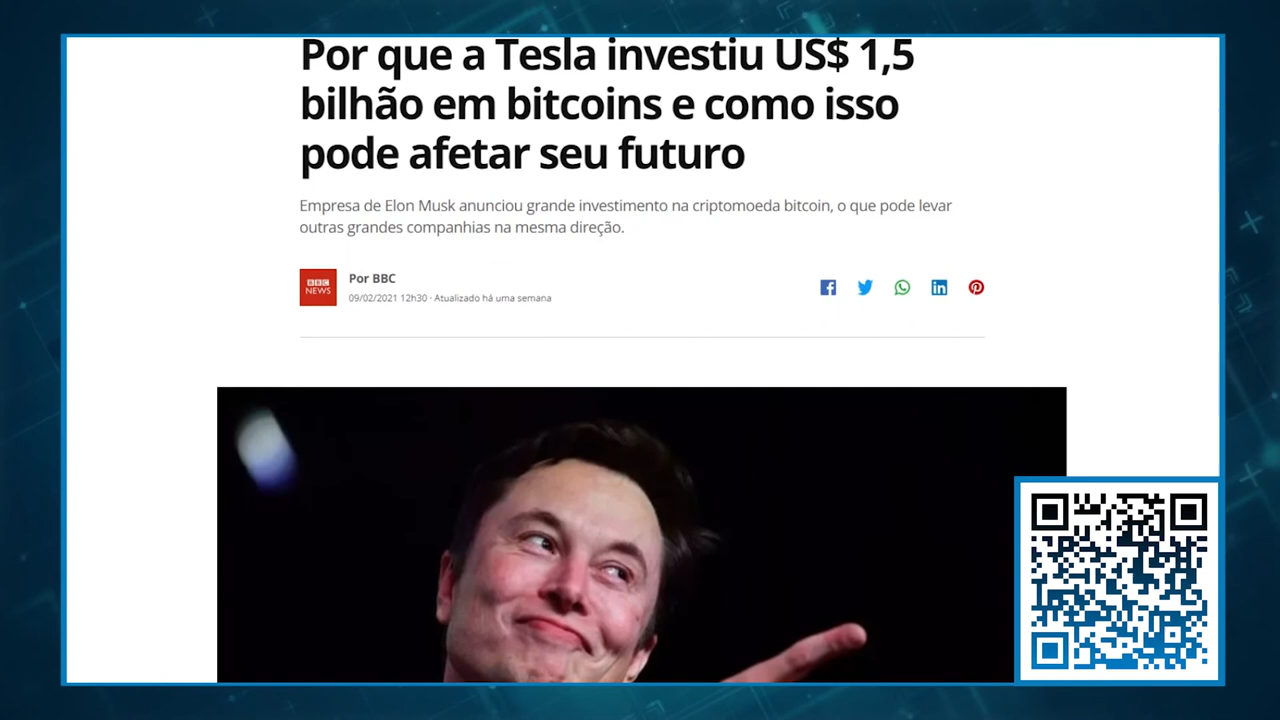 Por que a Tesla investiu US$ 1,5
bilhão em bitcoins e como isso
pode afetar seu futuro
Empresa de Elon Musk anunciou grande investimento na criptomoeda bitcoin, o que pode levar
outras grandes companhias na mesma direção.
BBC
NEWS
Por BBC
09/02/2021 12h30 · Atualizado há uma semana